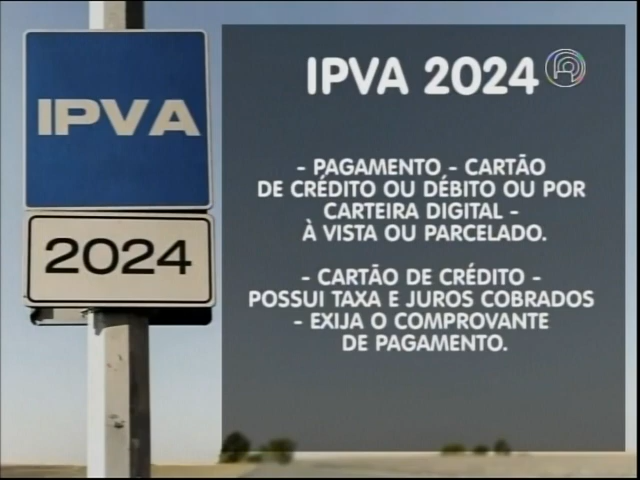 IPVA
2024
IPVA 2024
- PAGAMENTO - CARTÃO
DE CRÉDITO OU DÉBITO OU POR
CARTEIRA DIGITAL -
À VISTA OU PARCELADO.
- CARTÃO DE CRÉDITO -
POSSUI TAXA E JUROS COBRADOS
- EXIJA O COMPROVANTE
DE PAGAMENTO.